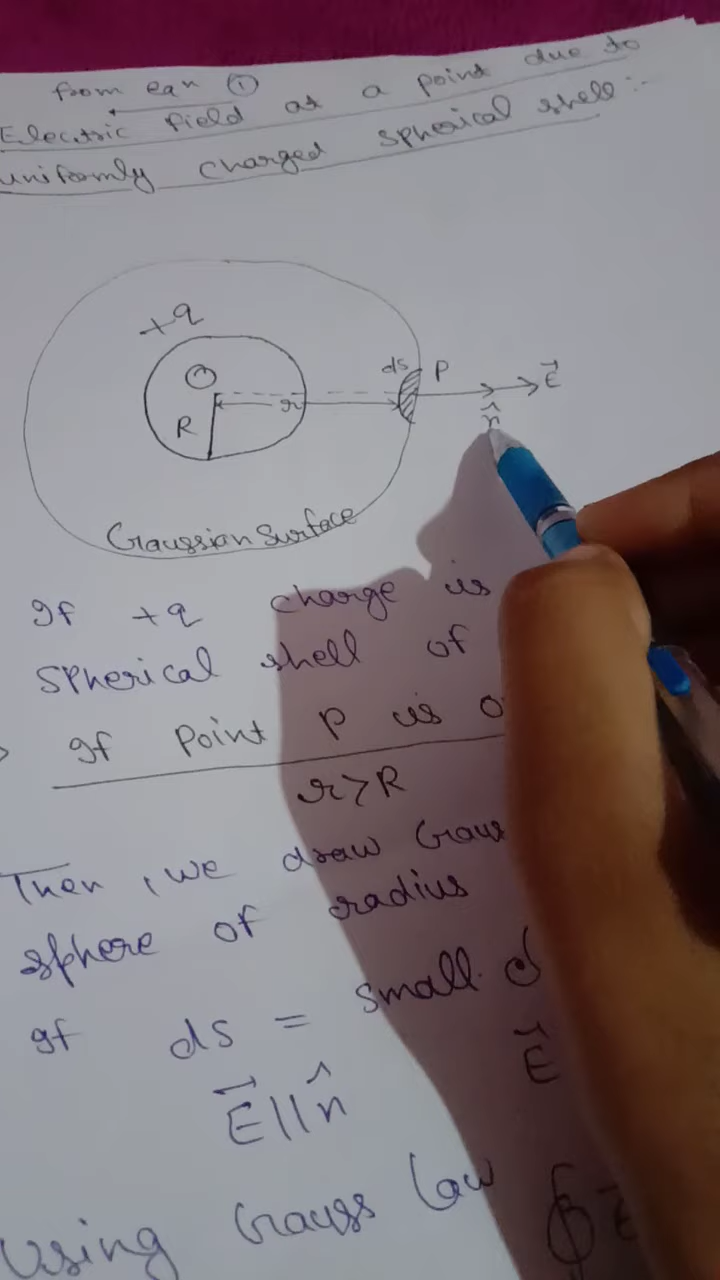 from eqn ①
Electric field at a point due to
uniformly charged spherical shell:-
+q
O
R
r
ds
P
n̂
E⃗
Gaussian Surface
If +q charge is
spherical shell of
If Point P is
r>R
Then, we draw
sphere of radius
If ds = small
E⃗||n̂
E⃗
Using Gauss Law ∮E⃗